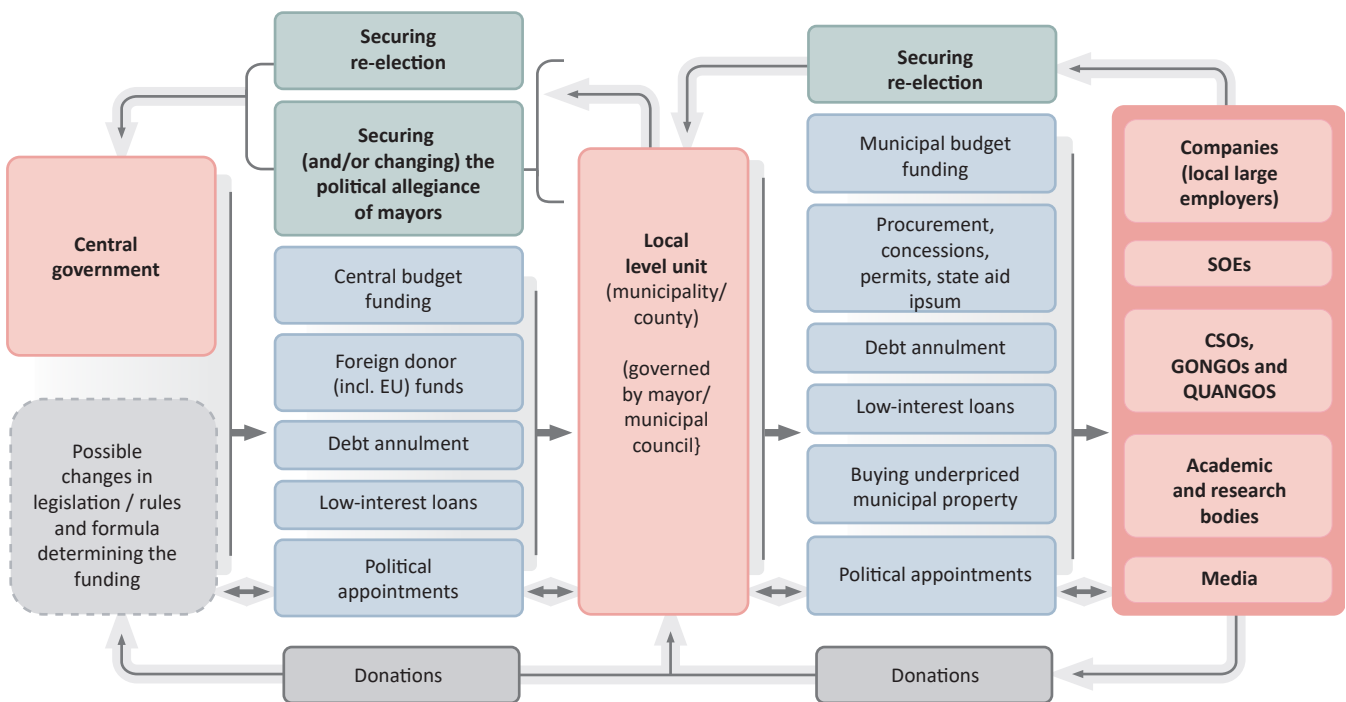 Securing
re-election
Securing
(and/or changing) the
political allegiance
of mayors
Central
government
Possible
changes in
legislation / rules
and formula
determining the
funding
Central budget
funding
Foreign donor
(incl. EU) funds
Debt annulment
Low-interest loans
Political
appointments
Donations
Local
level unit
(municipality/
county)
(governed
by mayor/
municipal
council}
Securing
re-election
Municipal budget
funding
Procurement,
concessions,
permits, state aid
ipsum
Debt annulment
Low-interest loans
Buying underpriced
municipal property
Political appointments
Donations
Companies
(local large
employers)
SOEs
CSOs,
GONGOs and
QUANGOS
Academic
and research
bodies
Media